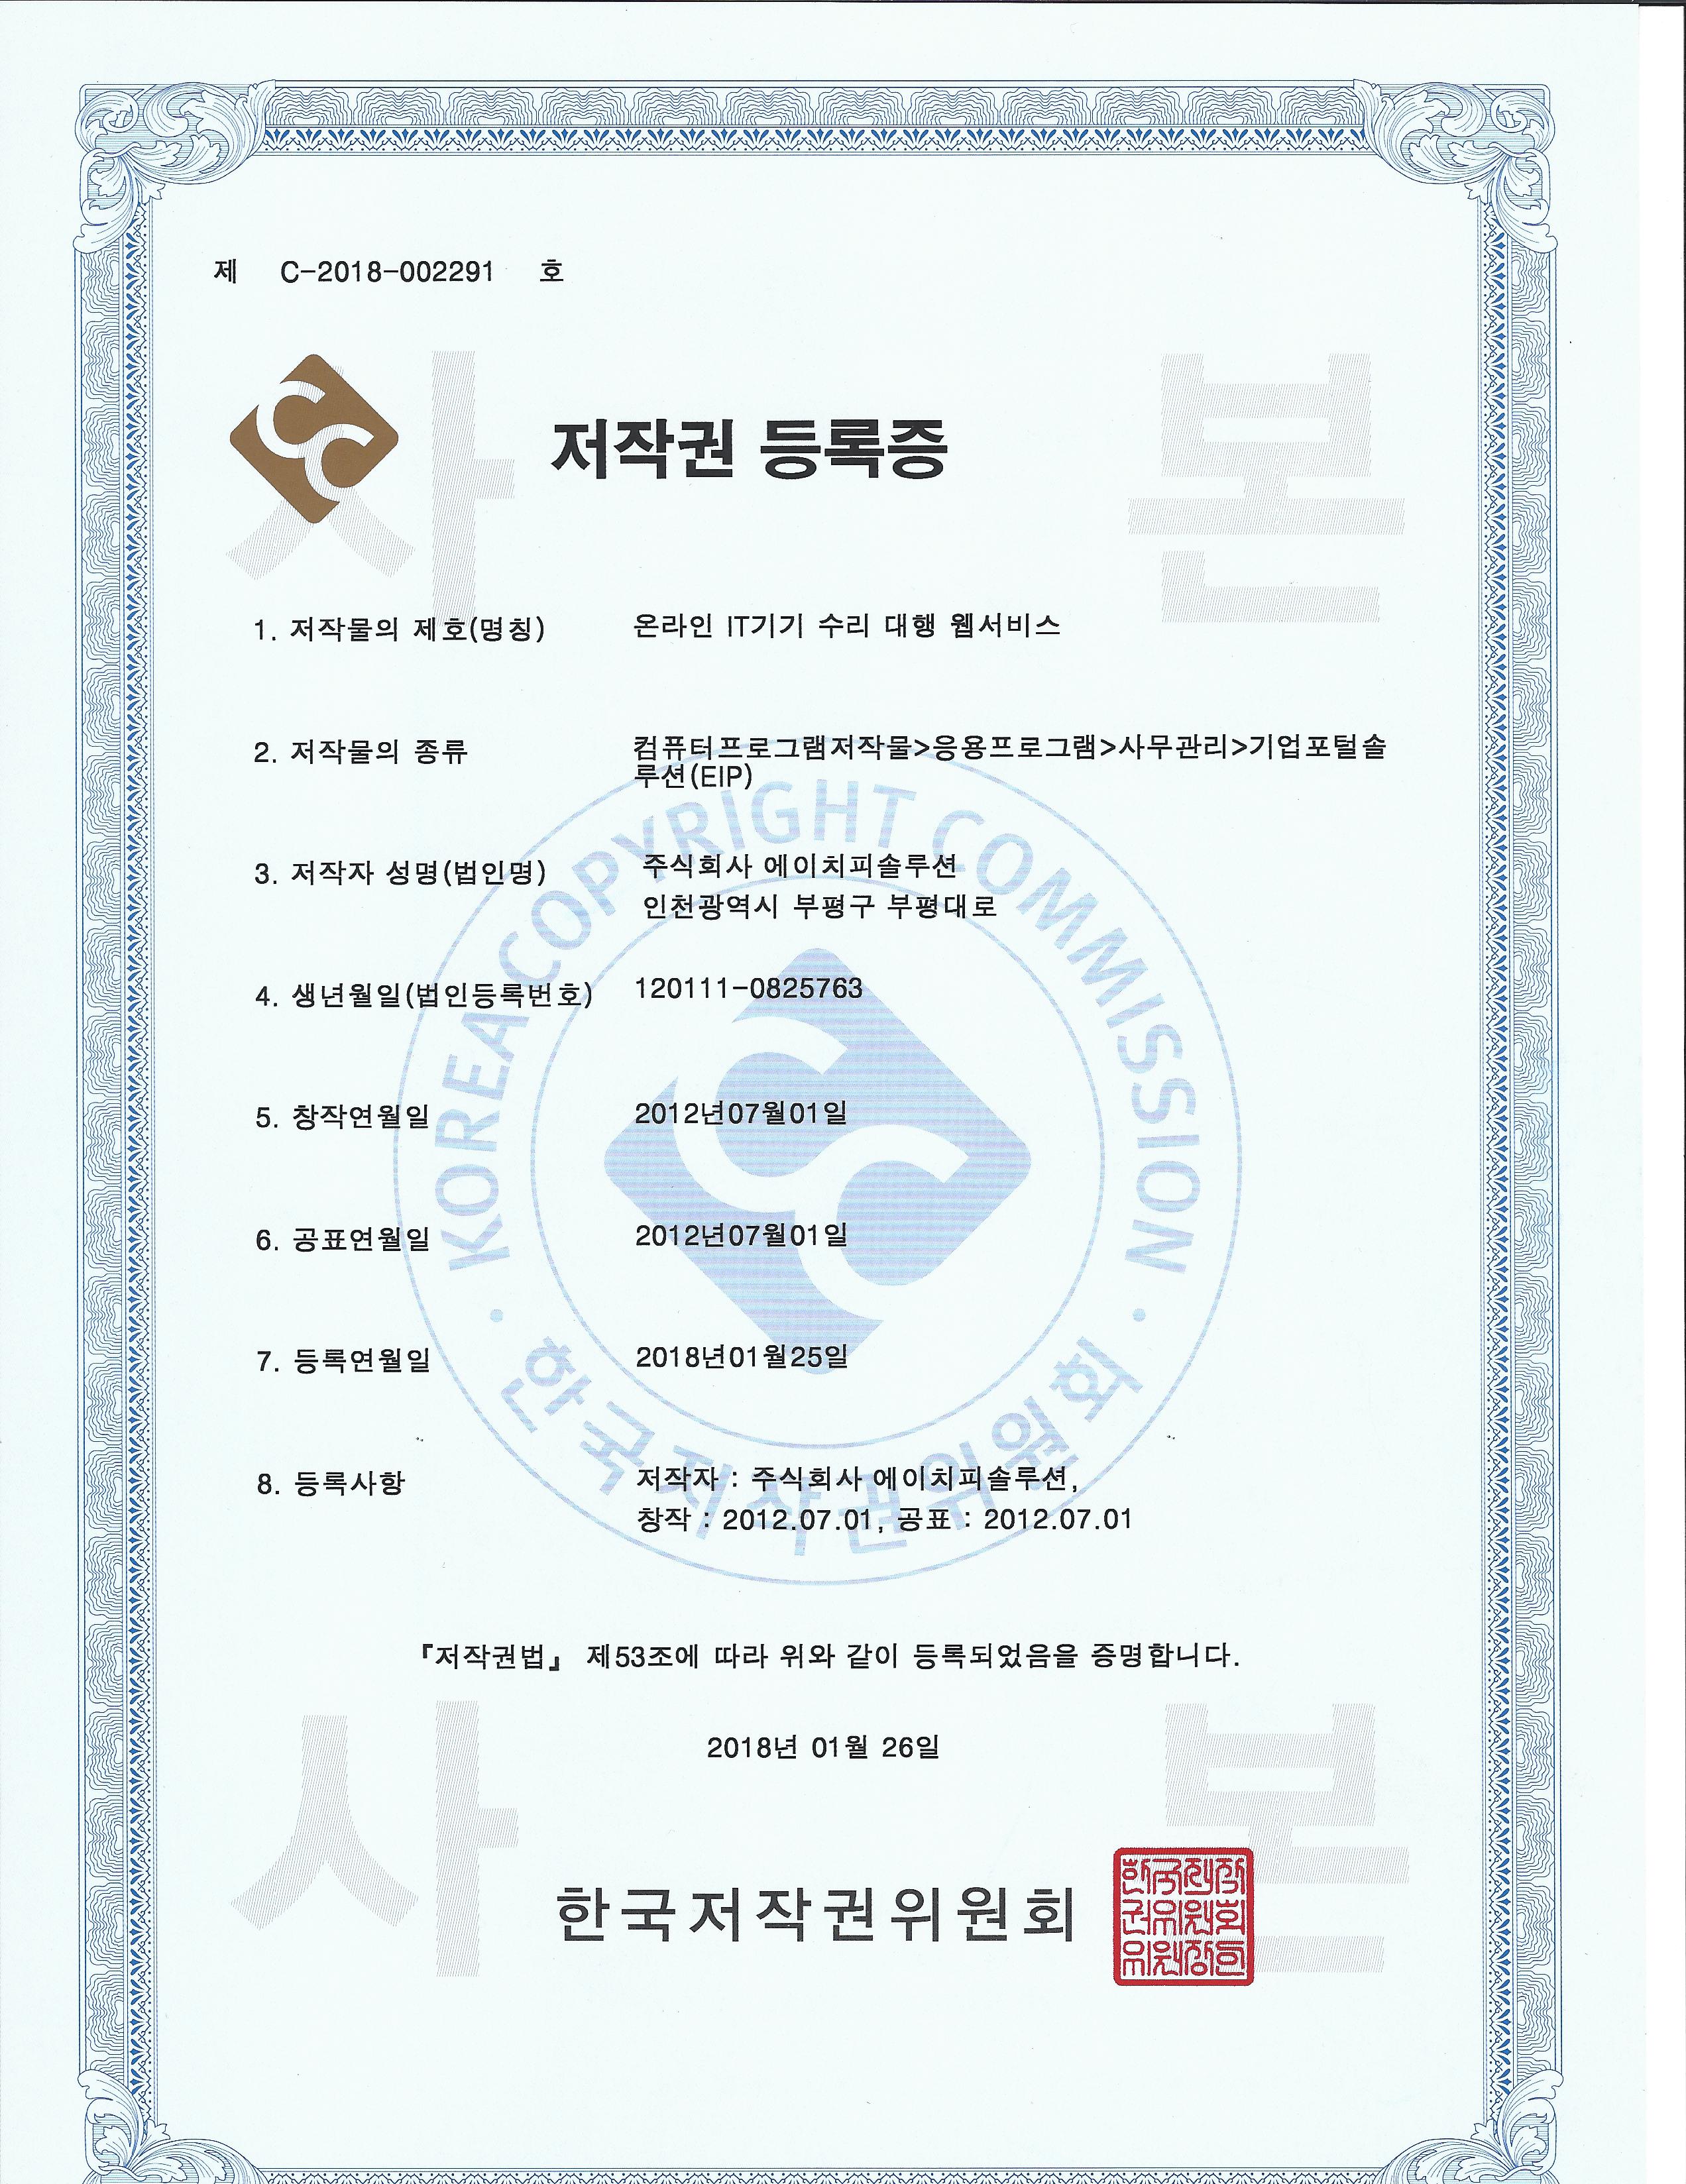 제 C-2018-002291 호
사본
저작권 등록증
1. 저작물의 제호(명칭) 온라인 IT기기 수리 대행 웹서비스
2. 저작물의 종류 컴퓨터프로그램저작물>응용프로그램>사무관리>기업포털솔
루션(EIP)
3. 저작자 성명(법인명) 주식회사 에이치피솔루션
인천광역시 부평구 부평대로
4. 생년월일(법인등록번호) 120111-0825763
5. 창작연월일 2012년07월01일
6. 공표연월일 2012년07월01일
7. 등록연월일 2018년01월25일
8. 등록사항 저작자 : 주식회사 에이치피솔루션,
창작 : 2012.07.01, 공표 : 2012.07.01
KOREA COPYRIGHT COMMISSION
한국저작권위원회
『저작권법』 제53조에 따라 위와 같이 등록되었음을 증명합니다.
2018년 01월 26일
사본
한국저작권위원회